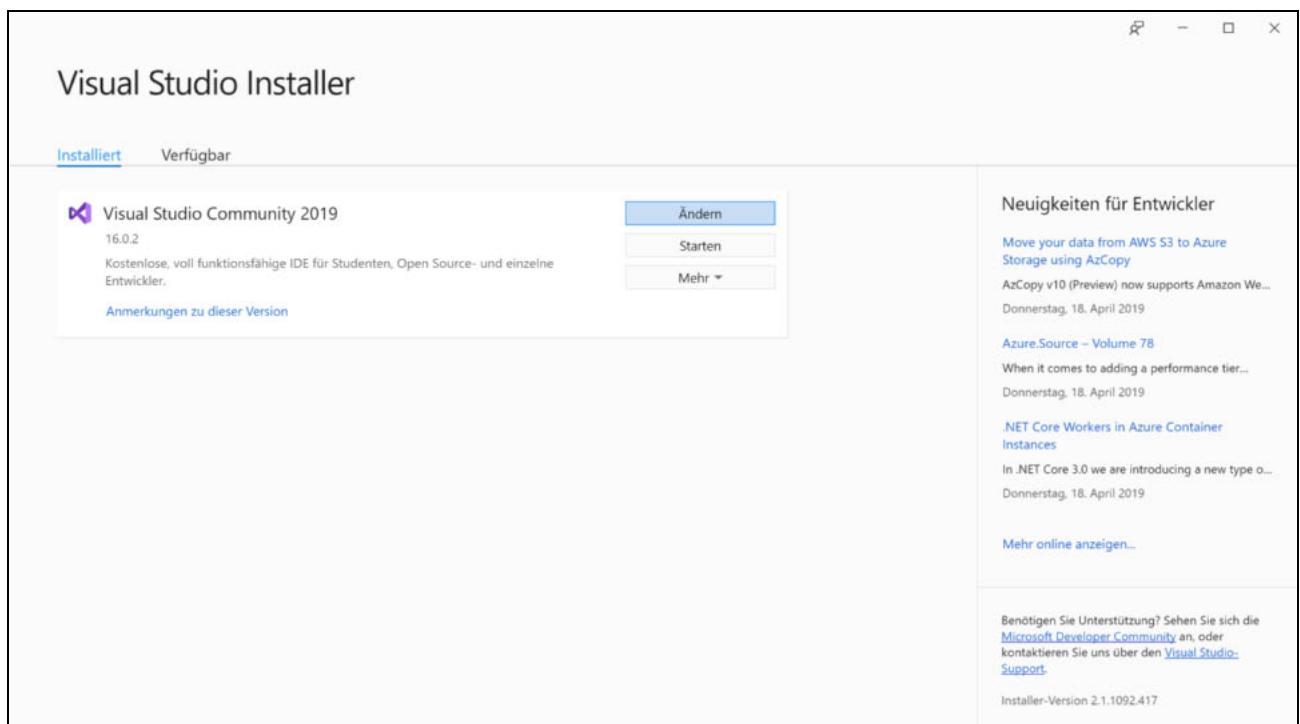 Visual Studio Installer
Installiert Verfügbar
Visual Studio Community 2019
16.0.2
Kostenlose, voll funktionsfähige IDE für Studenten, Open Source- und einzelne
Entwickler.
Anmerkungen zu dieser Version
Ändern
Starten
Mehr
Neuigkeiten für Entwickler
Move your data from AWS S3 to Azure
Storage using AzCopy
AzCopy v10 (Preview) now supports Amazon We...
Donnerstag, 18. April 2019
Azure.Source – Volume 78
When it comes to adding a performance tier...
Donnerstag, 18. April 2019
.NET Core Workers in Azure Container
Instances
In .NET Core 3.0 we are introducing a new type o...
Donnerstag, 18. April 2019
Mehr online anzeigen...
Benötigen Sie Unterstützung? Sehen Sie sich die
Microsoft Developer Community an, oder
kontaktieren Sie uns über den Visual Studio-
Support.
Installer-Version 2.1.1092.417